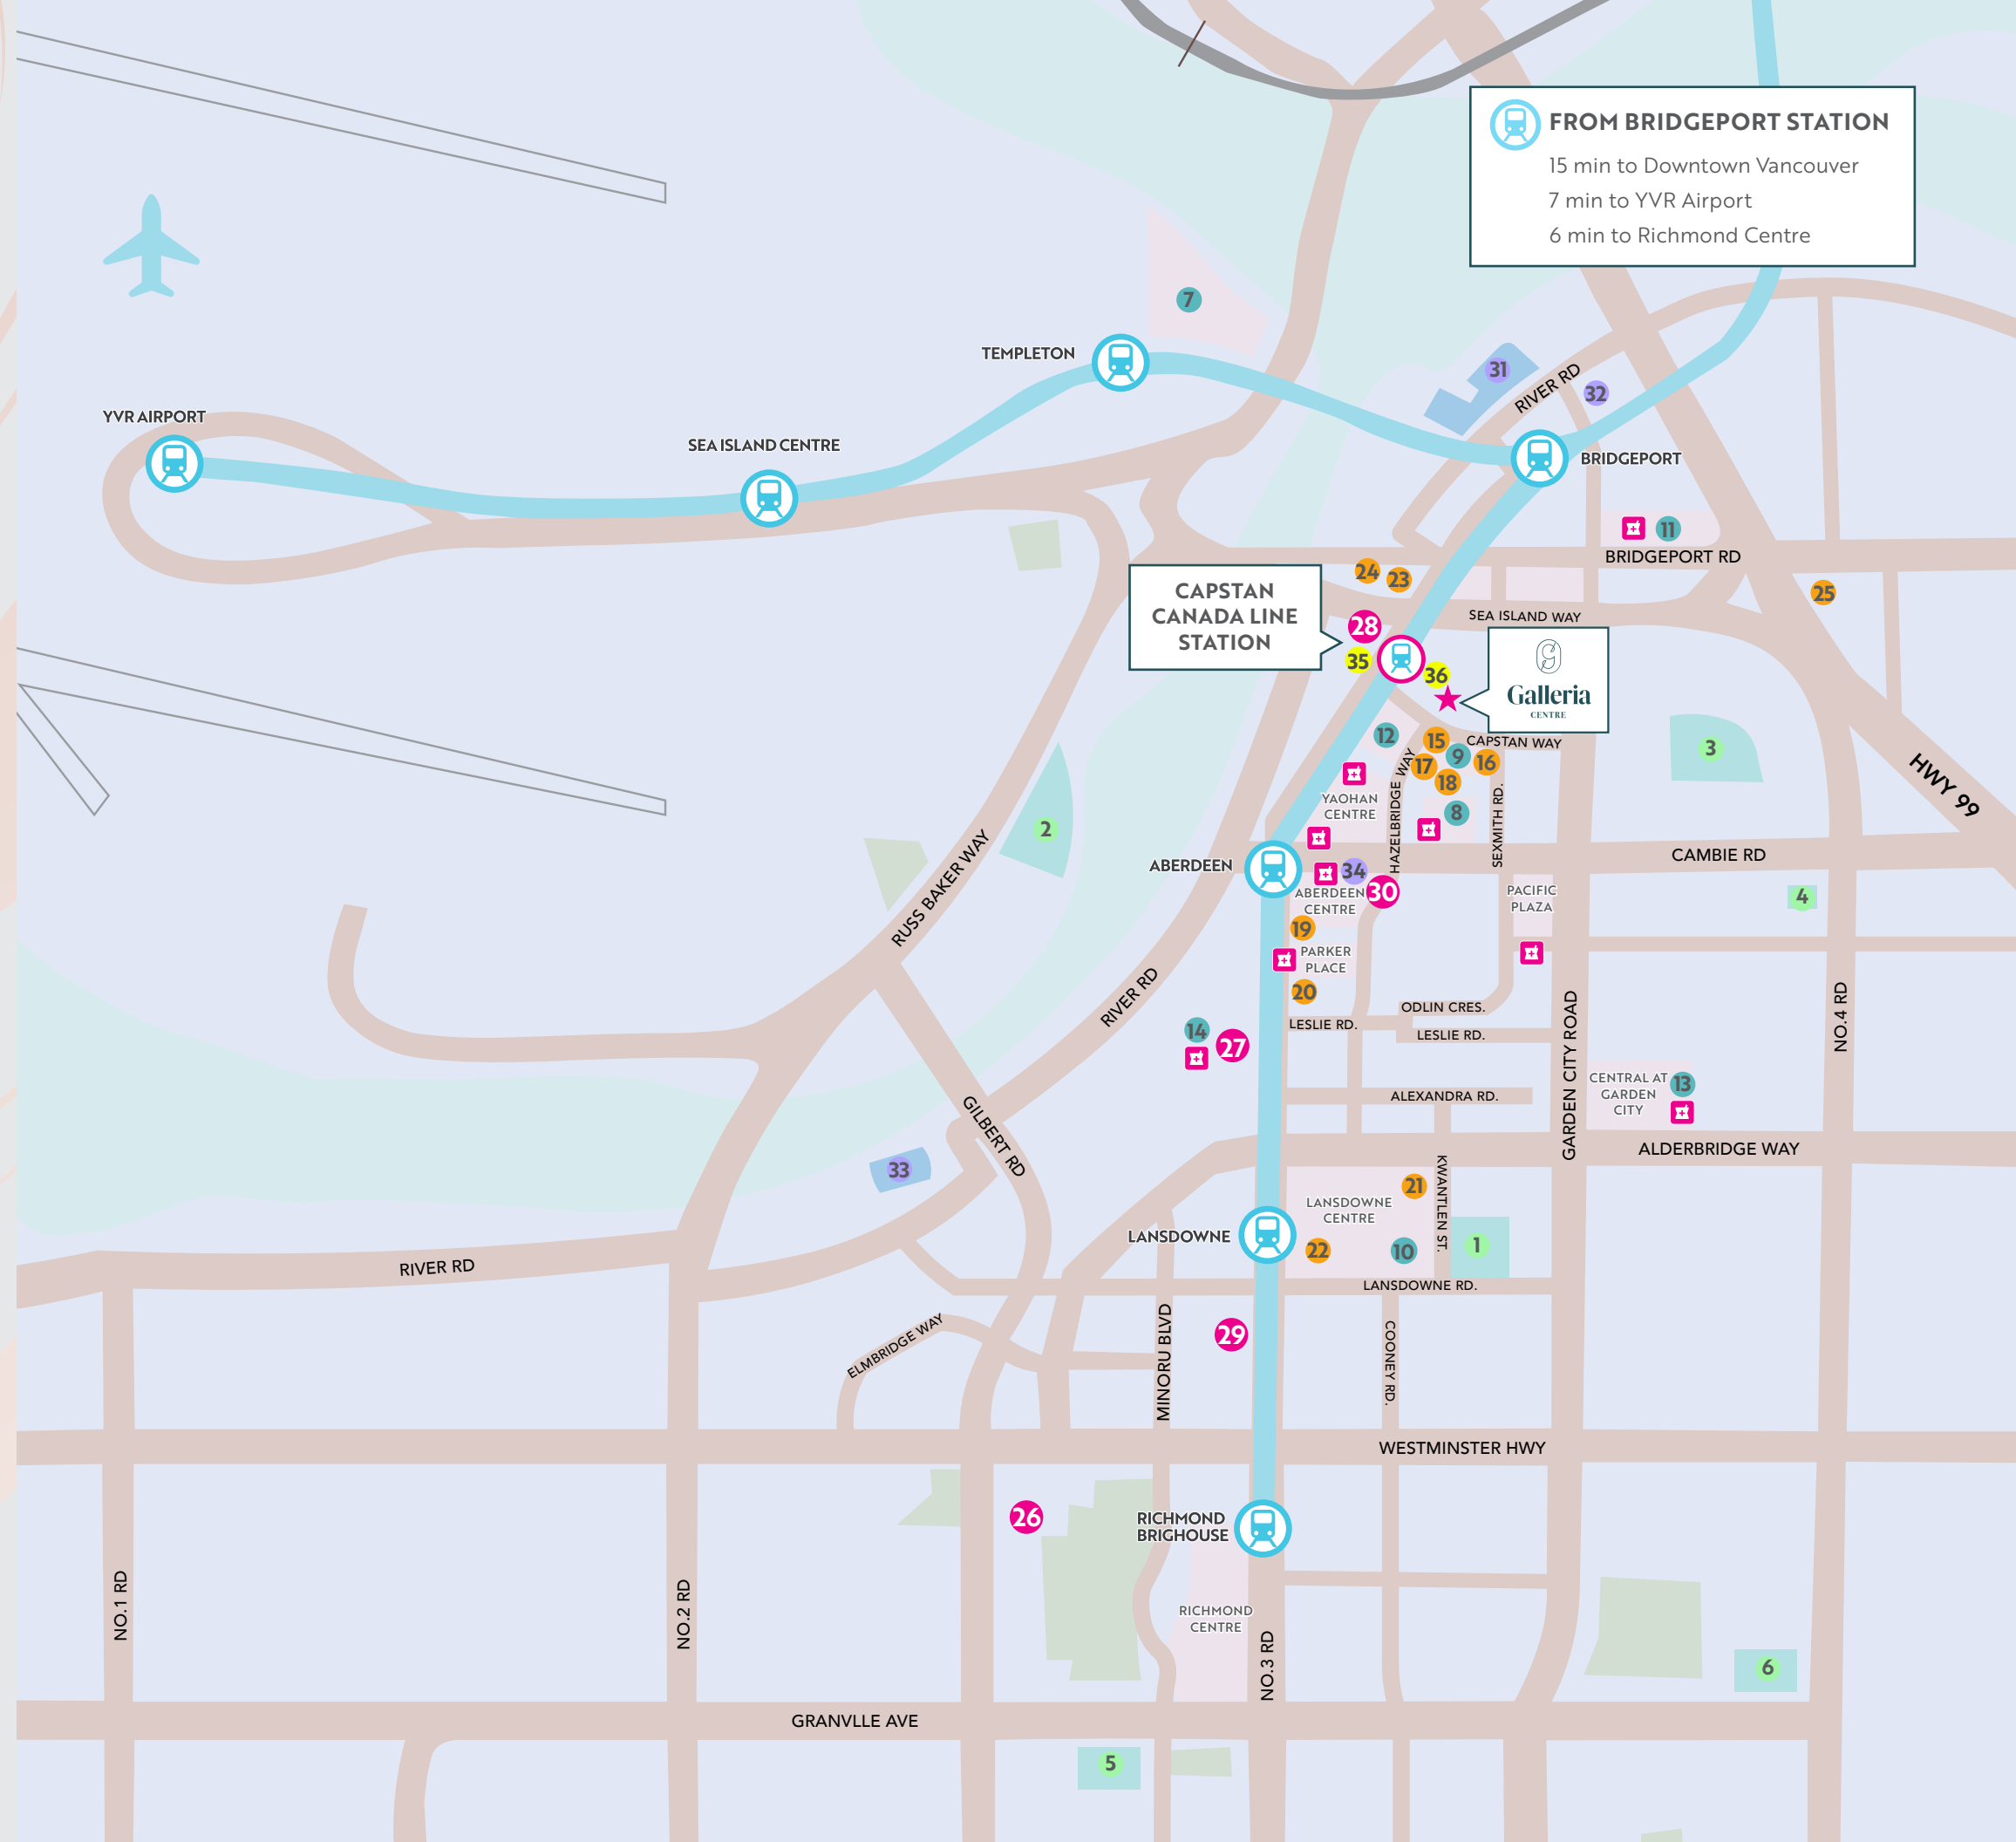 FROM BRIDGEPORT STATION
15 min to Downtown Vancouver
7 min to YVR Airport
6 min to Richmond Centre
7
TEMPLETON
31
RIVER RD
32
YVR AIRPORT
SEA ISLAND CENTRE
BRIDGEPORT
11
BRIDGEPORT RD
24
23
25
CAPSTAN
CANADA LINE
STATION
SEA ISLAND WAY
28
35
36
g
Galleria
CENTRE
12
15
CAPSTAN WAY
9
16
17
18
3
HWY 99
YAOHAN
CENTRE
HAZELBRIDGE WAY
8
SEXMITH RD.
2
RUSS BAKER WAY
ABERDEEN
34
CAMBIE RD
30
ABERDEEN
CENTRE
PACIFIC
PLAZA
4
19
PARKER
PLACE
20
RIVER RD
ODLIN CRES.
LESLIE RD.
LESLIE RD.
NO.4 RD
14
27
GARDEN CITY ROAD
CENTRAL AT
GARDEN
CITY
13
ALEXANDRA RD.
GILBERT RD
ALDERBRIDGE WAY
33
KWANTLEN ST.
21
LANSDOWNE
CENTRE
LANSDOWNE
22
10
1
RIVER RD
LANSDOWNE RD.
ELMBRIDGE WAY
29
MINORU BLVD
COONEY RD.
WESTMINSTER HWY
26
RICHMOND
BRIGHOUSE
NO.1 RD
NO.2 RD
RICHMOND
CENTRE
NO.3 RD
6
GRANVLLE AVE
5